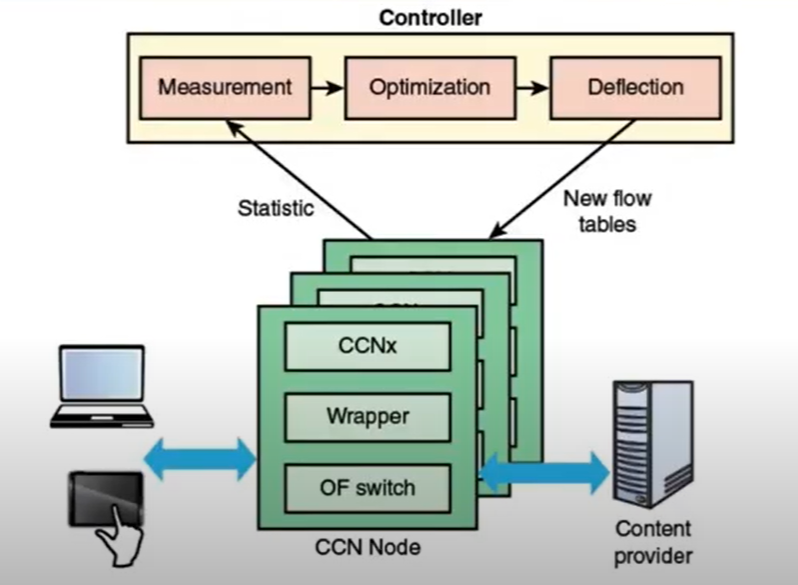 Controller
Measurement
Optimization
Deflection
Statistic
New flow
tables
CCNx
Wrapper
OF switch
CCN Node
Content
provider